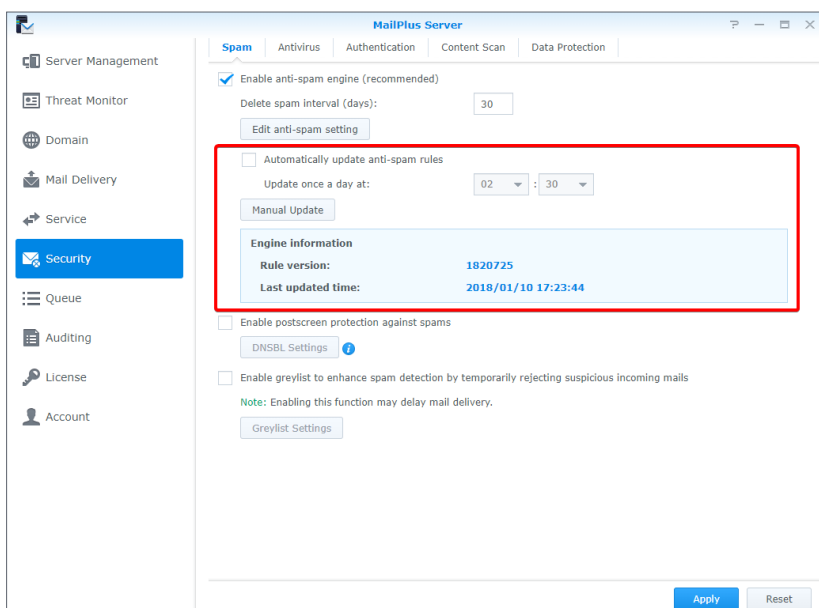 MailPlus Server
Server Management
Threat Monitor
Domain
Mail Delivery
Service
Security
Queue
Auditing
License
Account
Spam Antivirus Authentication Content Scan Data Protection
Enable anti-spam engine (recommended)
Delete spam interval (days): 30
Edit anti-spam setting
Automatically update anti-spam rules
Update once a day at: 02 : 30
Manual Update
Engine information
Rule version: 1820725
Last updated time: 2018/01/10 17:23:44
Enable postscreen protection against spams
DNSBL Settings
Enable greylist to enhance spam detection by temporarily rejecting suspicious incoming mails
Note: Enabling this function may delay mail delivery.
Greylist Settings
Apply Reset